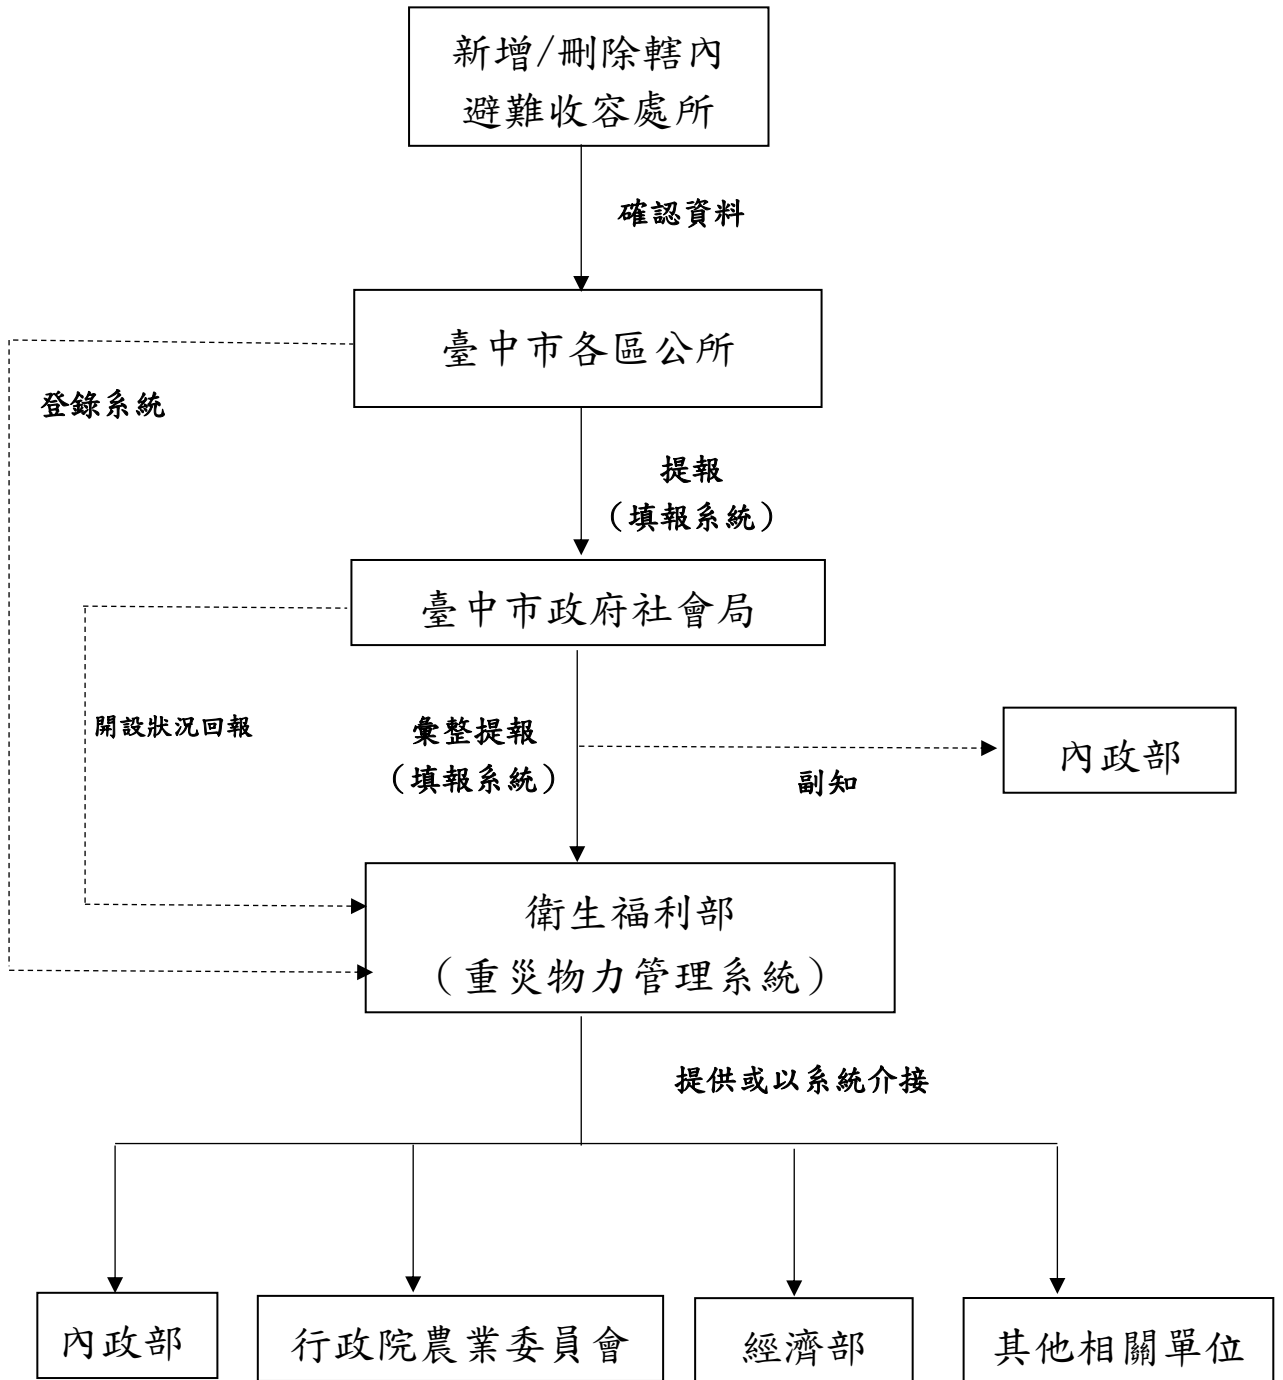 新增/刪除轄內
避難收容處所
確認資料
臺中市各區公所
登錄系統
提報
（填報系統）
臺中市政府社會局
開設狀況回報
彙整提報
（填報系統）
內政部
副知
衛生福利部
（重災物力管理系統）
提供或以系統介接
內政部
行政院農業委員會
經濟部
其他相關單位